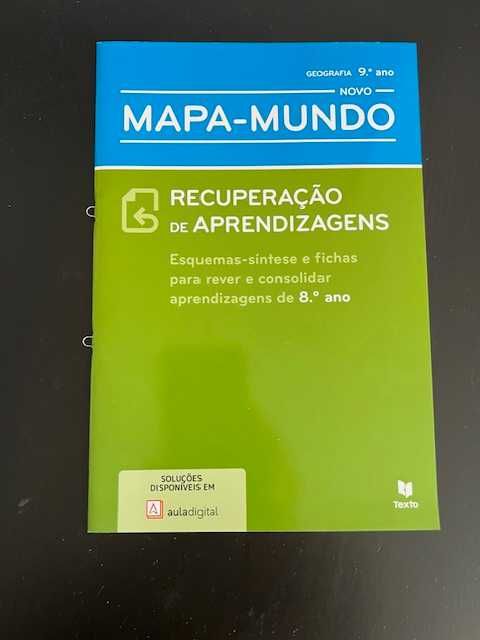 GEOGRAFIA 9.º ano
NOVO
MAPA-MUNDO
RECUPERAÇÃO
DE APRENDIZAGENS
Esquemas-síntese e fichas
para rever e consolidar
aprendizagens de 8.º ano
SOLUÇÕES
DISPONÍVEIS EM
auladigital
Texto